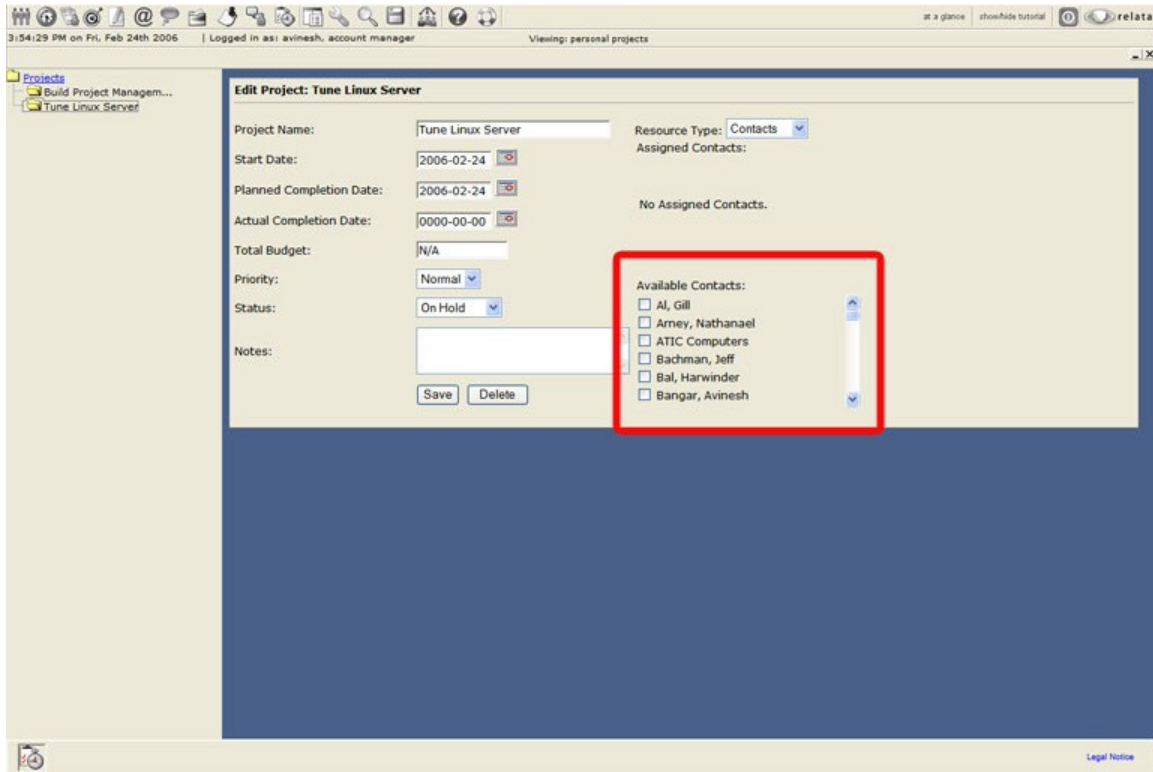 at a glance show/hide tutorial relata
3:54:29 PM on Fri, Feb 24th 2006 | Logged in as: avinesh, account manager Viewing: personal projects
Projects
Build Project Managem...
Tune Linux Server
Edit Project: Tune Linux Server
Project Name: Tune Linux Server
Start Date: 2006-02-24
Planned Completion Date: 2006-02-24
Actual Completion Date: 0000-00-00
Total Budget: N/A
Priority: Normal
Status: On Hold
Notes:
Save Delete
Resource Type: Contacts
Assigned Contacts:
No Assigned Contacts.
Available Contacts:
Al, Gill
Arney, Nathanael
ATIC Computers
Bachman, Jeff
Bal, Harwinder
Bangar, Avinesh
Legal Notice